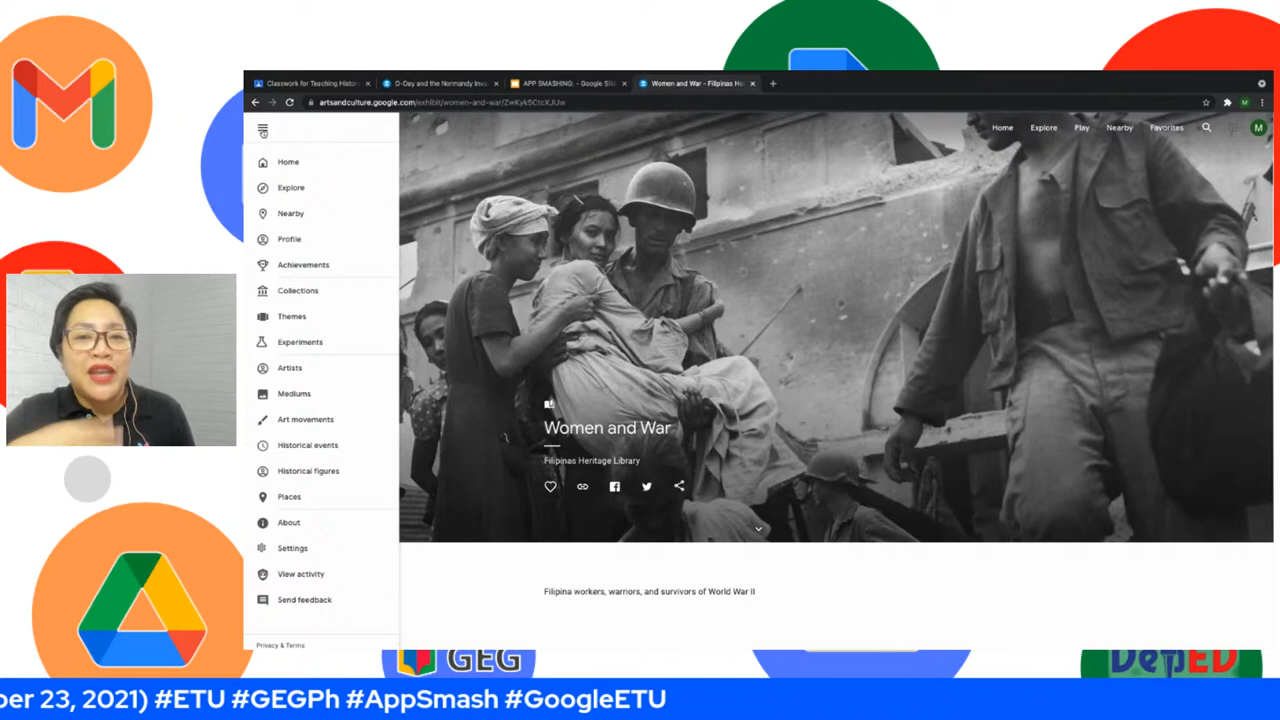 Classwork for Teaching Histor
D-Day and the Normandy Inva
APP SMASHING: - Google Slid
Women and War - Filipinas He
artsandculture.google.com/exhibit/women-and-war/ZwKyk5CtcXJIJw
Home
Explore
Play
Nearby
Favorites
M
Home
Explore
Nearby
Profile
Achievements
Collections
Themes
Experiments
Artists
Mediums
Art movements
Historical events
Historical figures
Places
About
Settings
View activity
Send feedback
Privacy & Terms
Women and War
Filipinas Heritage Library
Filipina workers, warriors, and survivors of World War II
GEG
DepED
ber 23, 2021) #ETU #GEGPh #AppSmash #GoogleETU